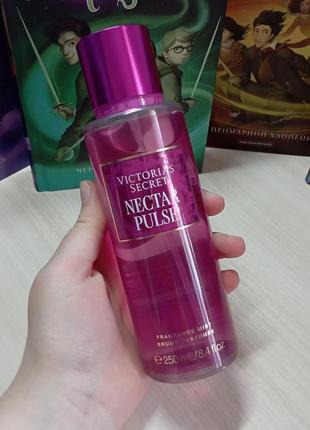 ПРИМАРНИЙ ХЛОПЕЦЬ
VICTORIA'S
SECRET
NECTAR
PULSE
FRAGRANCE MIST
BRUME PARFUMÉE
℮ 250 mL/8.4 fl oz